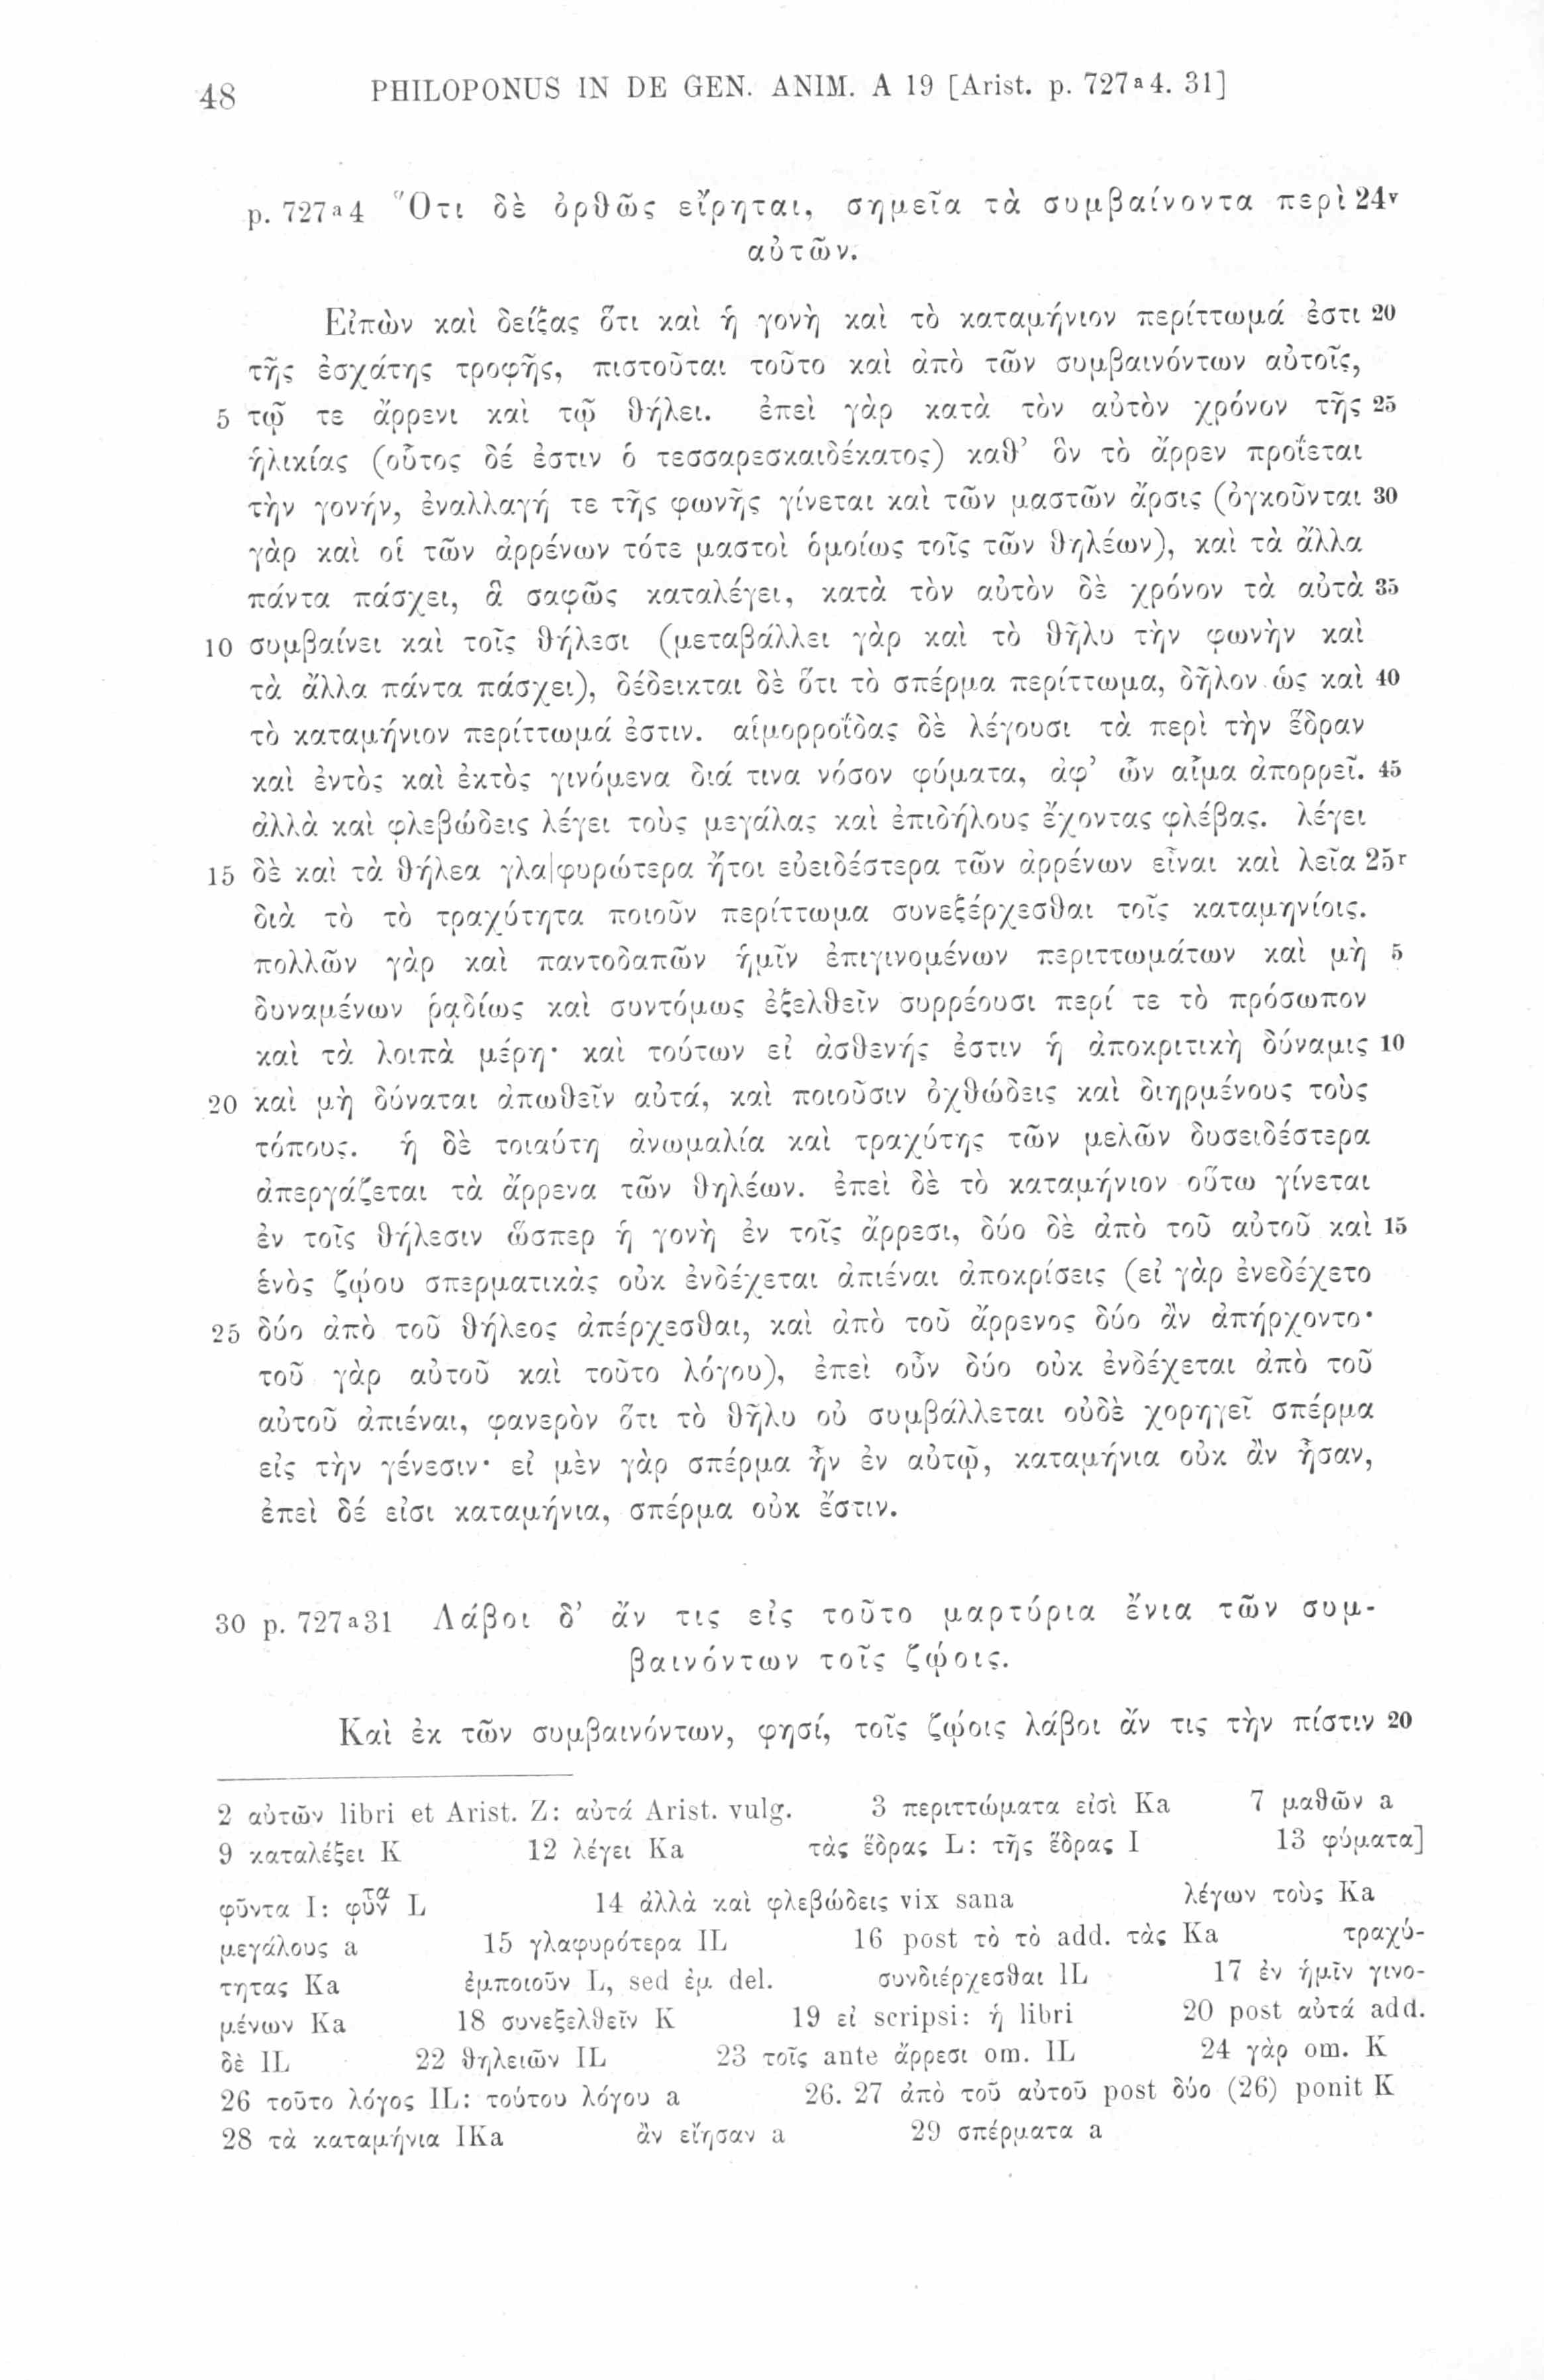 48 PHILOPONUS IN DE GEN. ANIM. A 19 [Arist. p. 727a4. 31]
p. 727a4 Ὅτι δὲ ὀρθῶς εἴρηται, σημεῖα τὰ συμβαίνοντα περὶ 24v
αὐτῶν.
Εἰπὼν καὶ δείξας ὅτι καὶ ἡ γονὴ καὶ τὸ καταμήνιον περίττωμά ἐστι 20
τῆς ἐσχάτης τροφῆς, πιστοῦται τοῦτο καὶ ἀπὸ τῶν συμβαινόντων αὐτοῖς,
5 τῷ τε ἄρρενι καὶ τῷ θήλει. ἐπεὶ γὰρ κατὰ τὸν αὐτὸν χρόνον τῆς 25
ἡλικίας (οὗτος δέ ἐστιν ὁ τεσσαρεσκαιδέκατος) καθ’ ὃν τὸ ἄρρεν προΐεται
τὴν γονήν, ἐναλλαγή τε τῆς φωνῆς γίνεται καὶ τῶν μαστῶν ἄρσις (ὀγκοῦνται 30
γὰρ καὶ οἱ τῶν ἀρρένων τότε μαστοὶ ὁμοίως τοῖς τῶν θηλέων), καὶ τὰ ἄλλα
πάντα πάσχει, ἃ σαφῶς καταλέγει, κατὰ τὸν αὐτὸν δὲ χρόνον τὰ αὐτὰ 35
10 συμβαίνει καὶ τοῖς θήλεσι (μεταβάλλει γὰρ καὶ τὸ θῆλυ τὴν φωνὴν καὶ
τὰ ἄλλα πάντα πάσχει), δέδεικται δὲ ὅτι τὸ σπέρμα περίττωμα, δῆλον ὡς καὶ 40
τὸ καταμήνιον περίττωμά ἐστιν. αἱμορροΐδας δὲ λέγουσι τὰ περὶ τὴν ἕδραν
καὶ ἐντὸς καὶ ἐκτὸς γινόμενα διά τινα νόσον φύματα, ἀφ’ ὧν αἷμα ἀπορρεῖ. 45
ἀλλὰ καὶ φλεβώδεις λέγει τοὺς μεγάλας καὶ ἐπιδήλους ἔχοντας φλέβας. λέγει
15 δὲ καὶ τὰ θήλεα γλα|φυρώτερα ἤτοι εὐειδέστερα τῶν ἀρρένων εἶναι καὶ λεῖα 25r
διὰ τὸ τὸ τραχύτητα ποιοῦν περίττωμα συνεξέρχεσθαι τοῖς καταμηνίοις.
πολλῶν γὰρ καὶ παντοδαπῶν ἡμῖν ἐπιγινομένων περιττωμάτων καὶ μὴ 5
δυναμένων ῥᾳδίως καὶ συντόμως ἐξελθεῖν συρρέουσι περί τε τὸ πρόσωπον
καὶ τὰ λοιπὰ μέρη· καὶ τούτων εἰ ἀσθενής ἐστιν ἡ ἀποκριτικὴ δύναμις 10
20 καὶ μὴ δύναται ἀπωθεῖν αὐτά, καὶ ποιοῦσιν ὀχθώδεις καὶ διηρμένους τοὺς
τόπους. ἡ δὲ τοιαύτη ἀνωμαλία καὶ τραχύτης τῶν μελῶν δυσειδέστερα
ἀπεργάζεται τὰ ἄρρενα τῶν θηλέων. ἐπεὶ δὲ τὸ καταμήνιον οὕτω γίνεται
ἐν τοῖς θήλεσιν ὥσπερ ἡ γονὴ ἐν τοῖς ἄρρεσι, δύο δὲ ἀπὸ τοῦ αὐτοῦ καὶ 15
ἑνὸς ζῴου σπερματικὰς οὐκ ἐνδέχεται ἀπιέναι ἀποκρίσεις (εἰ γὰρ ἐνεδέχετο
25 δύο ἀπὸ τοῦ θήλεος ἀπέρχεσθαι, καὶ ἀπὸ τοῦ ἄρρενος δύο ἂν ἀπήρχοντο·
τοῦ γὰρ αὐτοῦ καὶ τοῦτο λόγου), ἐπεὶ οὖν δύο οὐκ ἐνδέχεται ἀπὸ τοῦ
αὐτοῦ ἀπιέναι, φανερὸν ὅτι τὸ θῆλυ οὐ συμβάλλεται οὐδὲ χορηγεῖ σπέρμα
εἰς τὴν γένεσιν· εἰ μὲν γὰρ σπέρμα ἦν ἐν αὐτῷ, καταμήνια οὐκ ἂν ἦσαν,
ἐπεὶ δέ εἰσι καταμήνια, σπέρμα οὐκ ἔστιν.
30 p. 727a31 Λάβοι δ’ ἄν τις εἰς τοῦτο μαρτύρια ἔνια τῶν συμ-
βαινόντων τοῖς ζῴοις.
Καὶ ἐκ τῶν συμβαινόντων, φησί, τοῖς ζῴοις λάβοι ἄν τις τὴν πίστιν 20
2 αὐτῶν libri et Arist. Z: αὐτά Arist. vulg. 3 περιττώματα εἰσὶ Ka 7 μαθῶν a
9 καταλέξει K 12 λέγει Ka τὰς ἕδρας L: τῆς ἕδρας I 13 φύματα]
φῦντα I: φῦντα L 14 ἀλλὰ καὶ φλεβώδεις vix sana λέγων τοὺς Ka
μεγάλους a 15 γλαφυρότερα IL 16 post τὸ τὸ add. τὰς Ka τραχύ-
τητας Ka ἐμποιοῦν L, sed ἐμ del. συνδιέρχεσθαι IL 17 ἐν ἡμῖν γινο-
μένων Ka 18 συνεξελθεῖν K 19 εἰ scripsi: ἡ libri 20 post αὐτά add.
δὲ IL 22 θηλειῶν IL 23 τοῖς ante ἄρρεσι om. IL 24 γὰρ om. K
26 τοῦτο λόγος IL: τούτου λόγου a 26. 27 ἀπὸ τοῦ αὐτοῦ post δύο (26) ponit K
28 τὰ καταμήνια IKa ἂν εἴησαν a 29 σπέρματα a